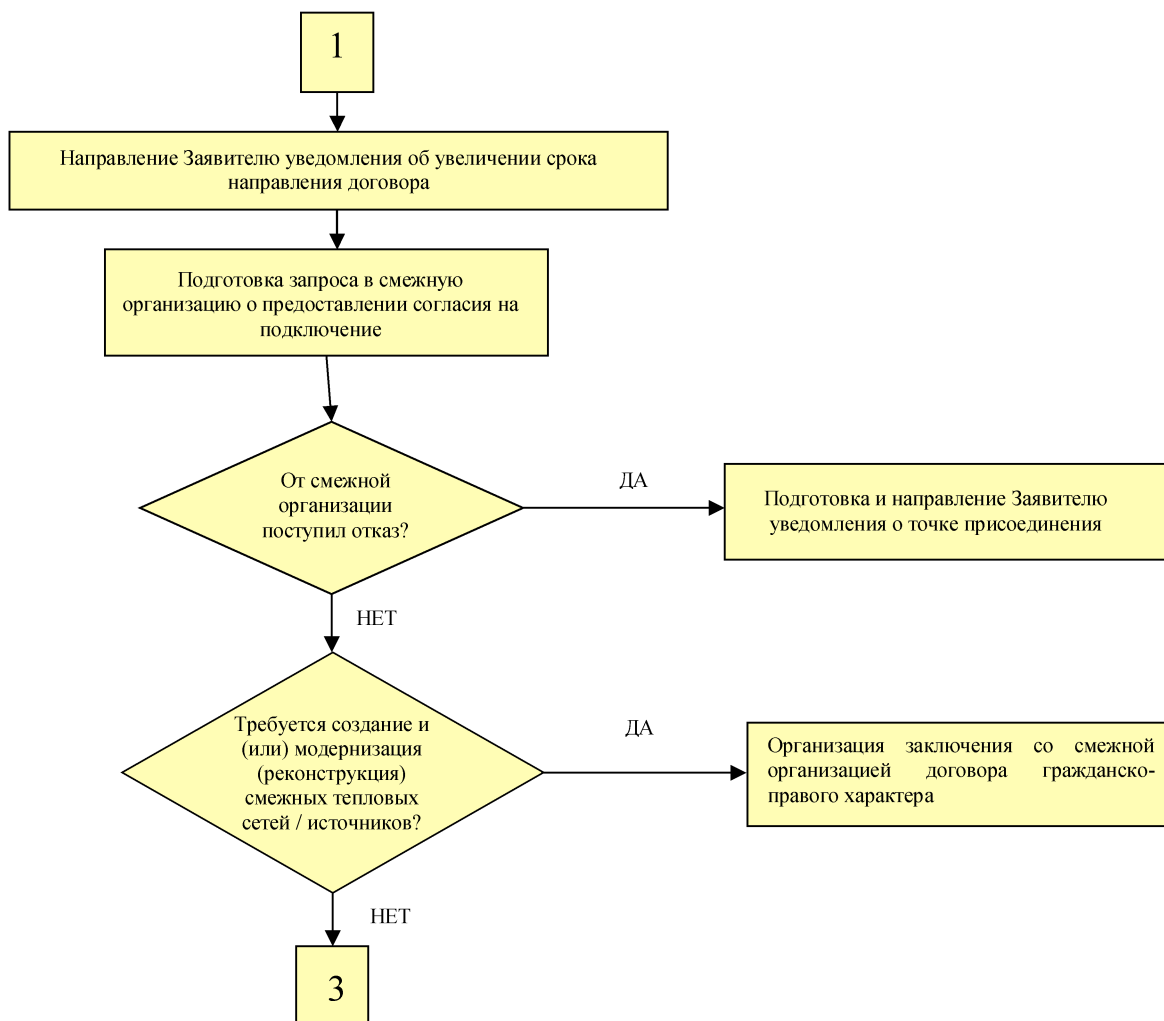 1
Направление Заявителю уведомления об увеличении срока
направления договора
Подготовка запроса в смежную
организацию о предоставлении согласия на
подключение
От смежной
организации
поступил отказ?
ДА
Подготовка и направление Заявителю
уведомления о точке присоединения
НЕТ
Требуется создание и
(или) модернизация
(реконструкция)
смежных тепловых
сетей / источников?
ДА
Организация заключения со смежной
организацией договора гражданско-
правого характера
НЕТ
3